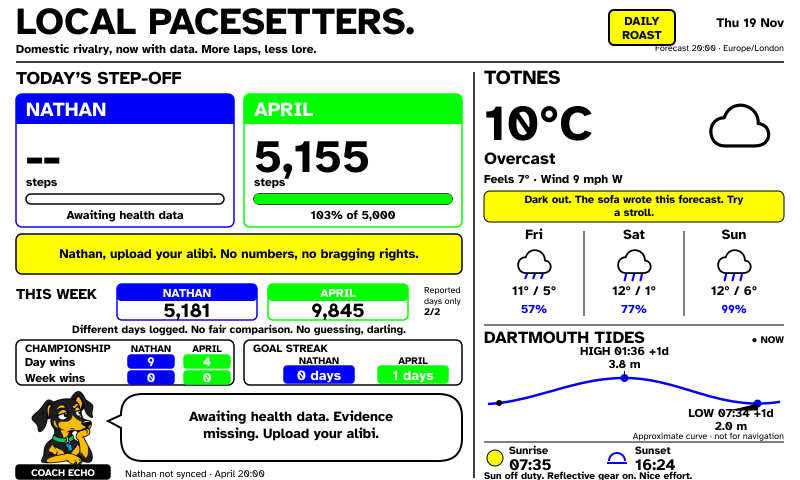 LOCAL PACESETTERS.
Domestic rivalry, now with data. More laps, less lore.
DAILY
ROAST
Thu 19 Nov
Forecast 20:00 · Europe/London
TODAY'S STEP-OFF
NATHAN
--
steps
Awaiting health data
APRIL
5,155
steps
103% of 5,000
Nathan, upload your alibi. No numbers, no bragging rights.
THIS WEEK
NATHAN
5,181
APRIL
9,845
Reported
days only
2/2
Different days logged. No fair comparison. No guessing, darling.
CHAMPIONSHIP NATHAN APRIL
Day wins 9 4
Week wins 0 0
GOAL STREAK
NATHAN APRIL
0 days 1 days
Awaiting health data. Evidence
missing. Upload your alibi.
COACH ECHO
Nathan not synced · April 20:00
TOTNES
10°C
Overcast
Feels 7° · Wind 9 mph W
Dark out. The sofa wrote this forecast. Try
a stroll.
Fri Sat Sun
11° / 5° 12° / 1° 12° / 6°
57% 77% 99%
DARTMOUTH TIDES
• NOW
HIGH 01:36 +1d
3.8 m
LOW 07:34 +1d
2.0 m
Approximate curve · not for navigation
Sunrise
07:35
Sunset
16:24
Sun off duty. Reflective gear on. Nice effort.